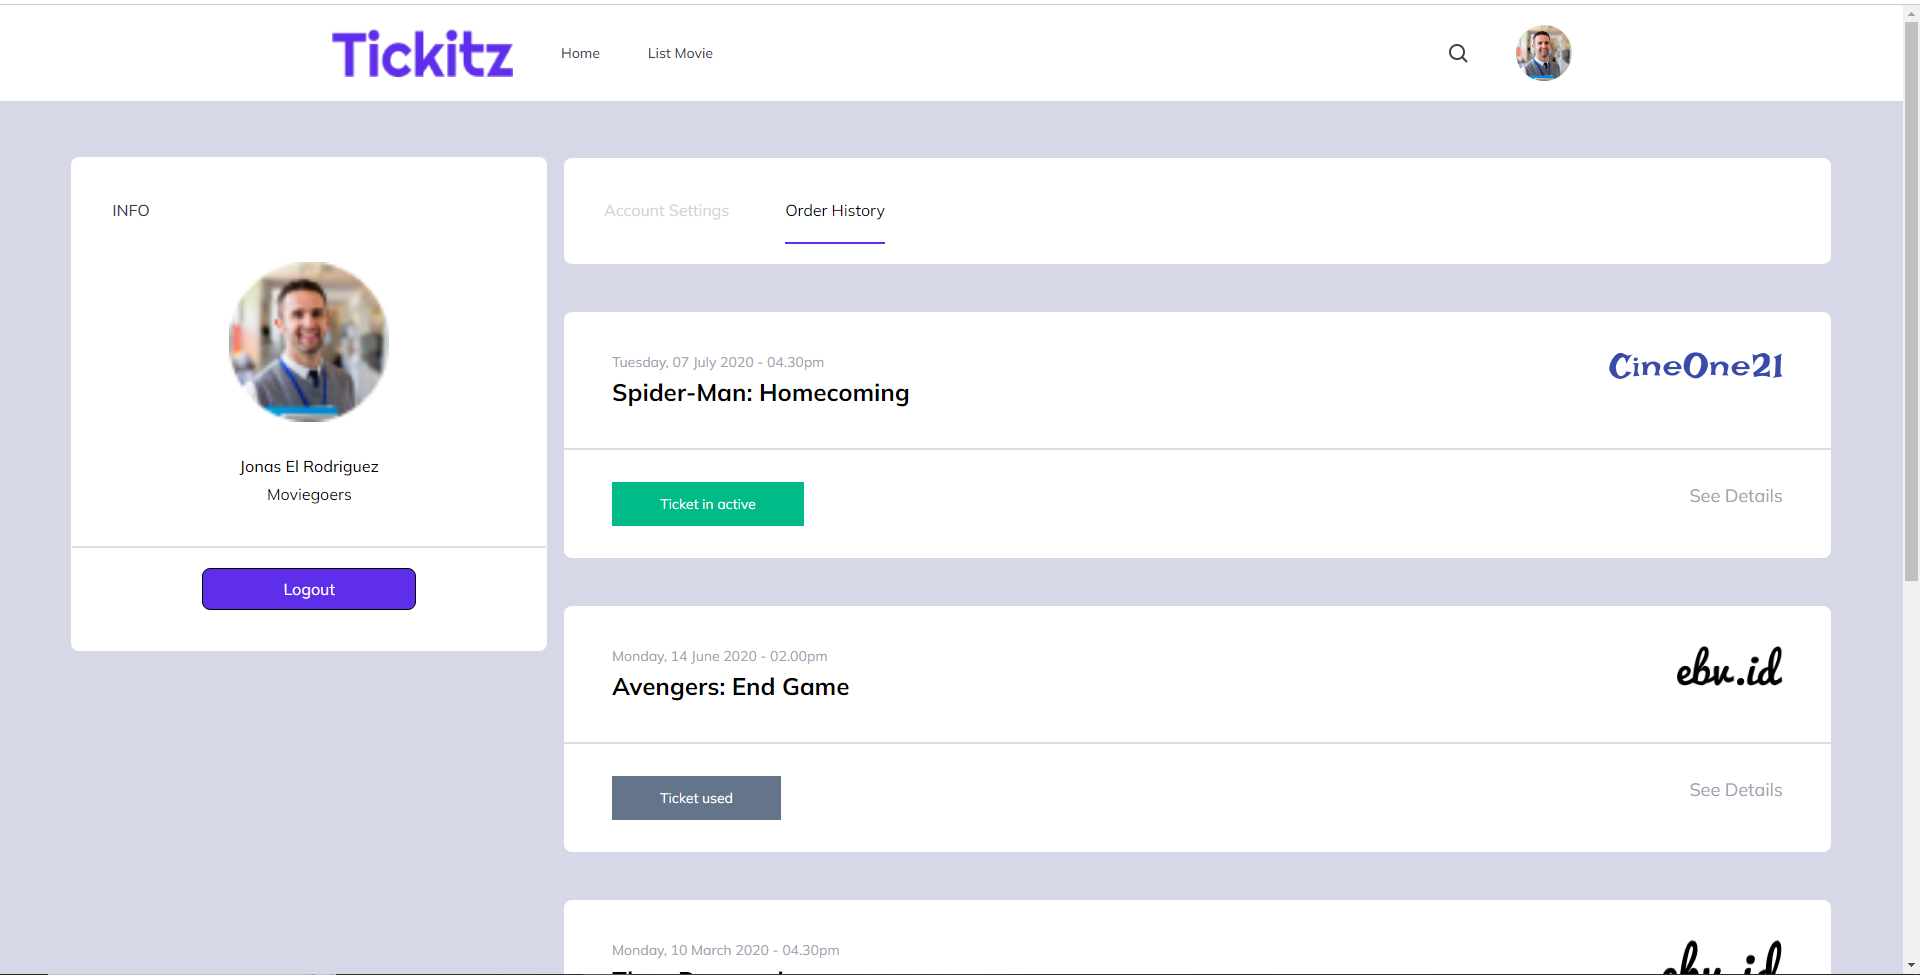 Tickitz
Home
List Movie
INFO
Jonas El Rodriguez
Moviegoers
Logout
Account Settings
Order History
Tuesday, 07 July 2020 - 04.30pm
Spider-Man: Homecoming
CineOne21
Ticket in active
See Details
Monday, 14 June 2020 - 02.00pm
Avengers: End Game
ebv.id
Ticket used
See Details
Monday, 10 March 2020 - 04.30pm
ebv.id